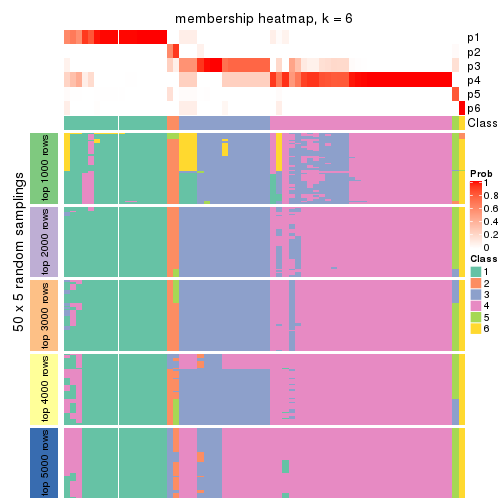 membership heatmap, k = 6
p1
p2
p3
p4
p5
p6
Class
50 x 5 random samplings
top 1000 rows
top 2000 rows
top 3000 rows
top 4000 rows
top 5000 rows
Prob
1
0.8
0.6
0.4
0.2
0
Class
1
2
3
4
5
6